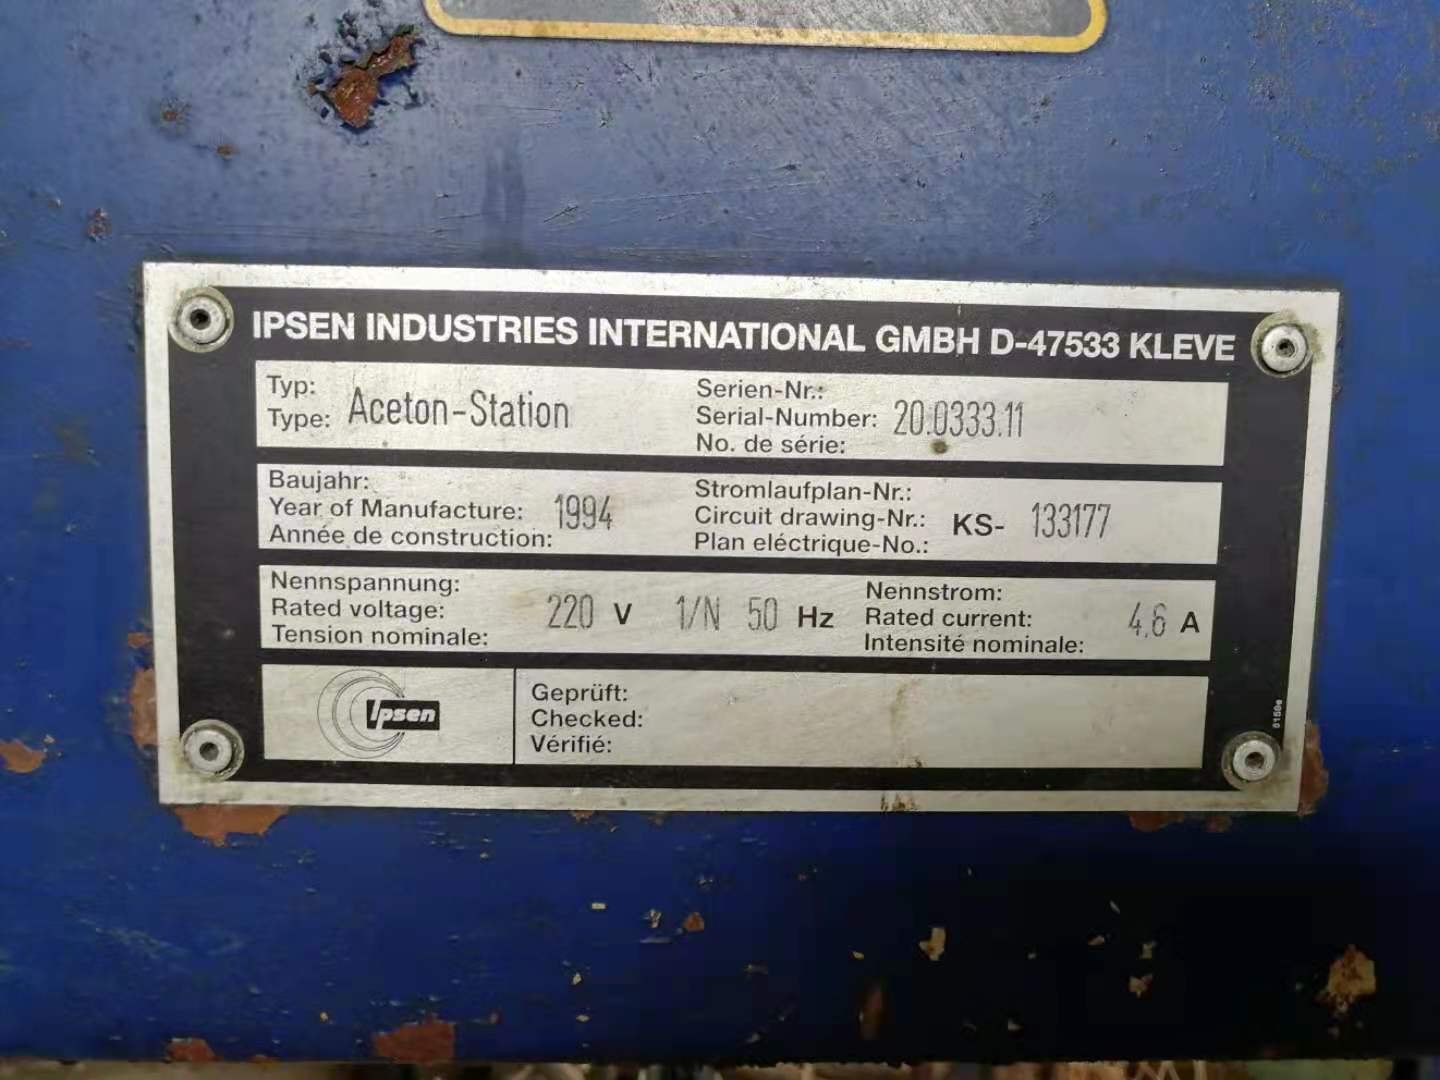 IPSEN INDUSTRIES INTERNATIONAL GMBH D-47533 KLEVE
Typ:
Type: Aceton-Station
Serien-Nr.:
Serial-Number: 20.0333.11
No. de série:
Baujahr:
Year of Manufacture: 1994
Année de construction:
Stromlaufplan-Nr.:
Circuit drawing-Nr.: KS- 133177
Plan eléctrique-No.:
Nennspannung:
Rated voltage: 220 V 1/N 50 Hz
Tension nominale:
Nennstrom:
Rated current: 4,6 A
Intensité nominale:
Ipsen
Geprüft:
Checked:
Vérifié: